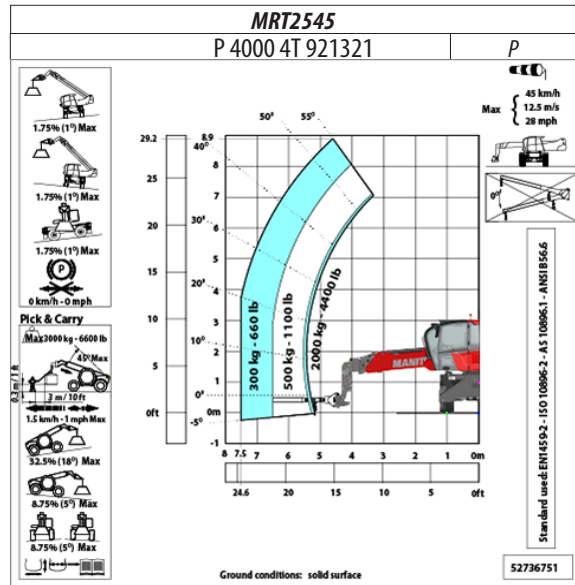 MRT2545
P 4000 4T 921321
P
1.75% (1°) Max
1.75% (1°) Max
1.75% (1°) Max
P
0 km/h - 0 mph
Pick & Carry
Max 3000 kg - 6600 lb
45° Max
0.3 m / 1 ft
3 m / 10 ft
1.5 km/h - 1 mph Max
32.5% (18°) Max
8.75% (5°) Max
8.75% (5°) Max
Max
45 km/h
12.5 m/s
28 mph
0°
29.2
25
20
15
10
5
0ft
8.9
8
7
6
5
4
3
2
1
0m
-1
55°
50°
40°
30°
20°
10°
0°
-5°
300 kg - 660 lb
500 kg - 1100 lb
2000 kg - 4400 lb
MANIT
8 7.5 7 6 5 4 3 2 1 0m
24.6 20 15 10 5 0ft
Standard used: EN1459-2 - ISO 10896-2 - AS 10896.1 - ANSI B56.6
Ground conditions: solid surface
52736751